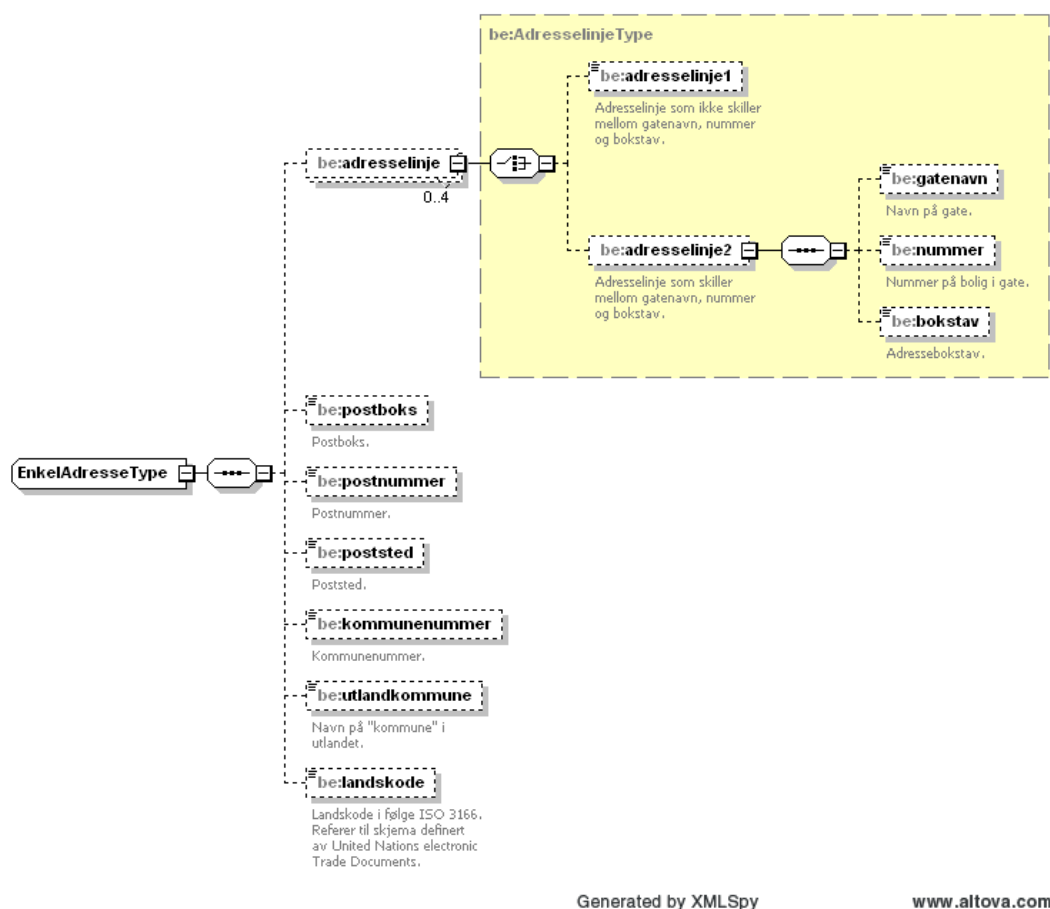 be:AdresselinjeType
be:adresselinje1
Adresselinje som ikke skiller
mellom gatenavn, nummer
og bokstav.
be:adresselinje
0..4
be:gatenavn
Navn på gate.
be:adresselinje2
Adresselinje som skiller
mellom gatenavn, nummer
og bokstav.
be:nummer
Nummer på bolig i gate.
be:bokstav
Adressebokstav.
EnkelAdresseType
be:postboks
Postboks.
be:postnummer
Postnummer.
be:poststed
Poststed.
be:kommunenummer
Kommunenummer.
be:utlandkommune
Navn på "kommune" i
utlandet.
be:landskode
Landskode i følge ISO 3166.
Referer til skjema definert
av United Nations electronic
Trade Documents.
Generated by XMLSpy
www.altova.com